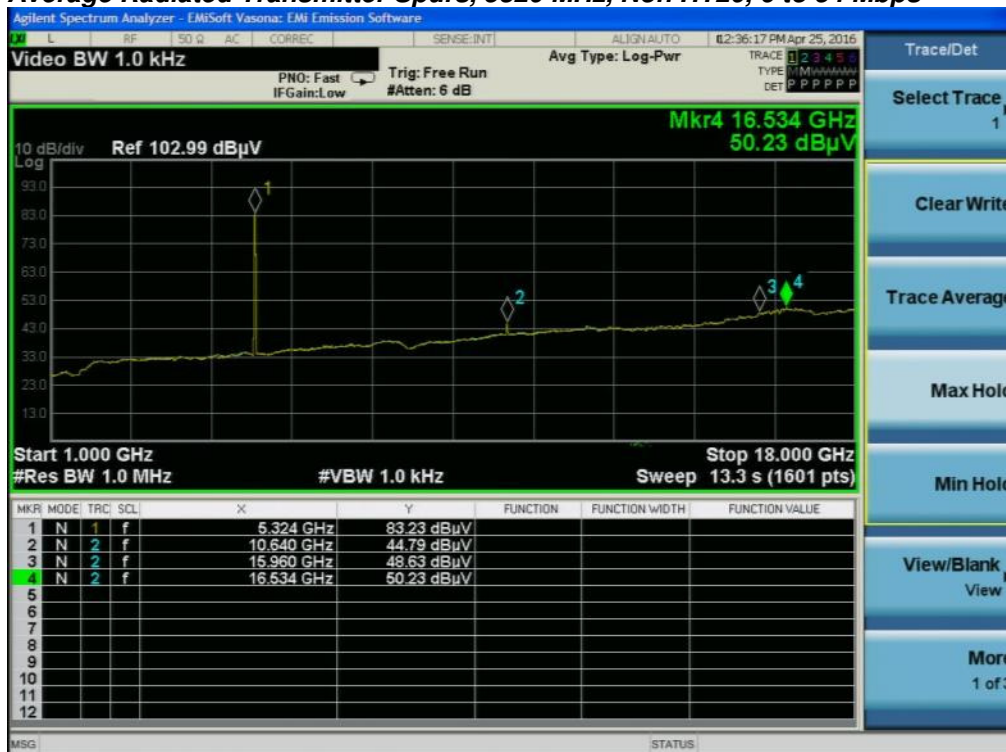 Average Radiated Transmitter Spurs, 5320 MHz, Non HT20, 6 to 54 Mbps
Agilent Spectrum Analyzer - EMiSoft Vasona: EMi Emission Software
LXI L RF 50 Ω AC CORREC SENSE:INT ALIGNAUTO 02:36:17 PM Apr 25, 2016
Video BW 1.0 kHz
PNO: Fast
IFGain:Low
Trig: Free Run
#Atten: 6 dB
Avg Type: Log-Pwr
TRACE 1 2 3 4 5 6
TYPE M M W W W W
DET P P P P P P
Mkr4 16.534 GHz
50.23 dBµV
10 dB/div Ref 102.99 dBµV
Log
93.0
83.0
73.0
63.0
53.0
43.0
33.0
23.0
13.0
1
2
3
4
Start 1.000 GHz
Stop 18.000 GHz
#Res BW 1.0 MHz
#VBW 1.0 kHz
Sweep 13.3 s (1601 pts)
MKR MODE TRC SCL X Y FUNCTION FUNCTION WIDTH FUNCTION VALUE
1 N 1 f 5.324 GHz 83.23 dBµV
2 N 2 f 10.640 GHz 44.79 dBµV
3 N 2 f 15.960 GHz 48.63 dBµV
4 N 2 f 16.534 GHz 50.23 dBµV
5
6
7
8
9
10
11
12
MSG
STATUS
Trace/Det
Select Trace
1
Clear Write
Trace Average
Max Hold
Min Hold
View/Blank
View
More
1 of 3